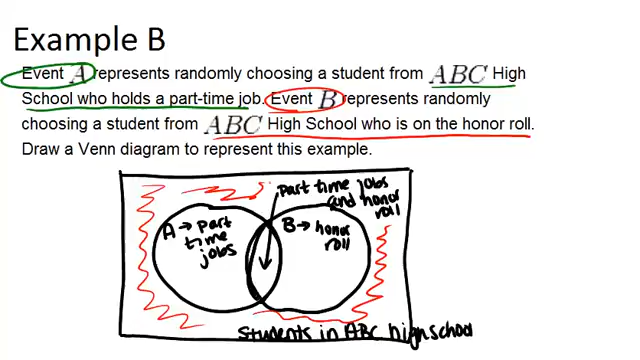 Example B
Event A represents randomly choosing a student from ABC High
School who holds a part-time job. Event B represents randomly
choosing a student from ABC High School who is on the honor roll.
Draw a Venn diagram to represent this example.
part time jobs
and honor
roll
A → part
time
jobs
B → honor
roll
Students in ABC high school